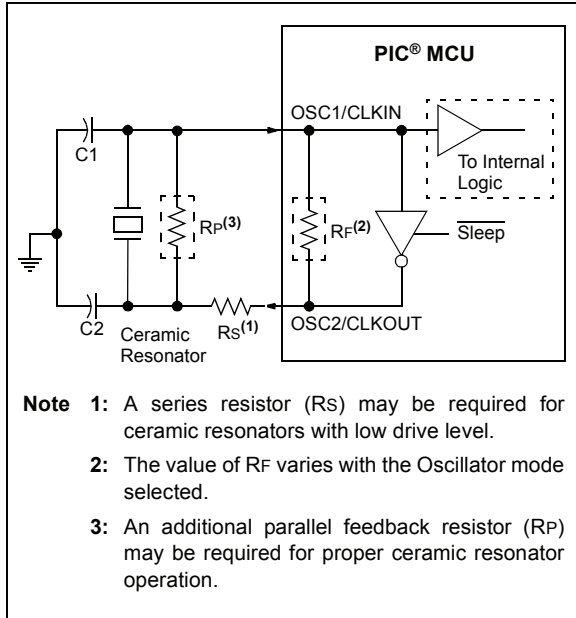 PIC® MCU
OSC1/CLKIN
C1
To Internal
Logic
RP(3)
RF(2)
Sleep
C2
Ceramic
Resonator
RS(1)
OSC2/CLKOUT
Note 1: A series resistor (RS) may be required for
ceramic resonators with low drive level.
2: The value of RF varies with the Oscillator mode
selected.
3: An additional parallel feedback resistor (RP)
may be required for proper ceramic resonator
operation.